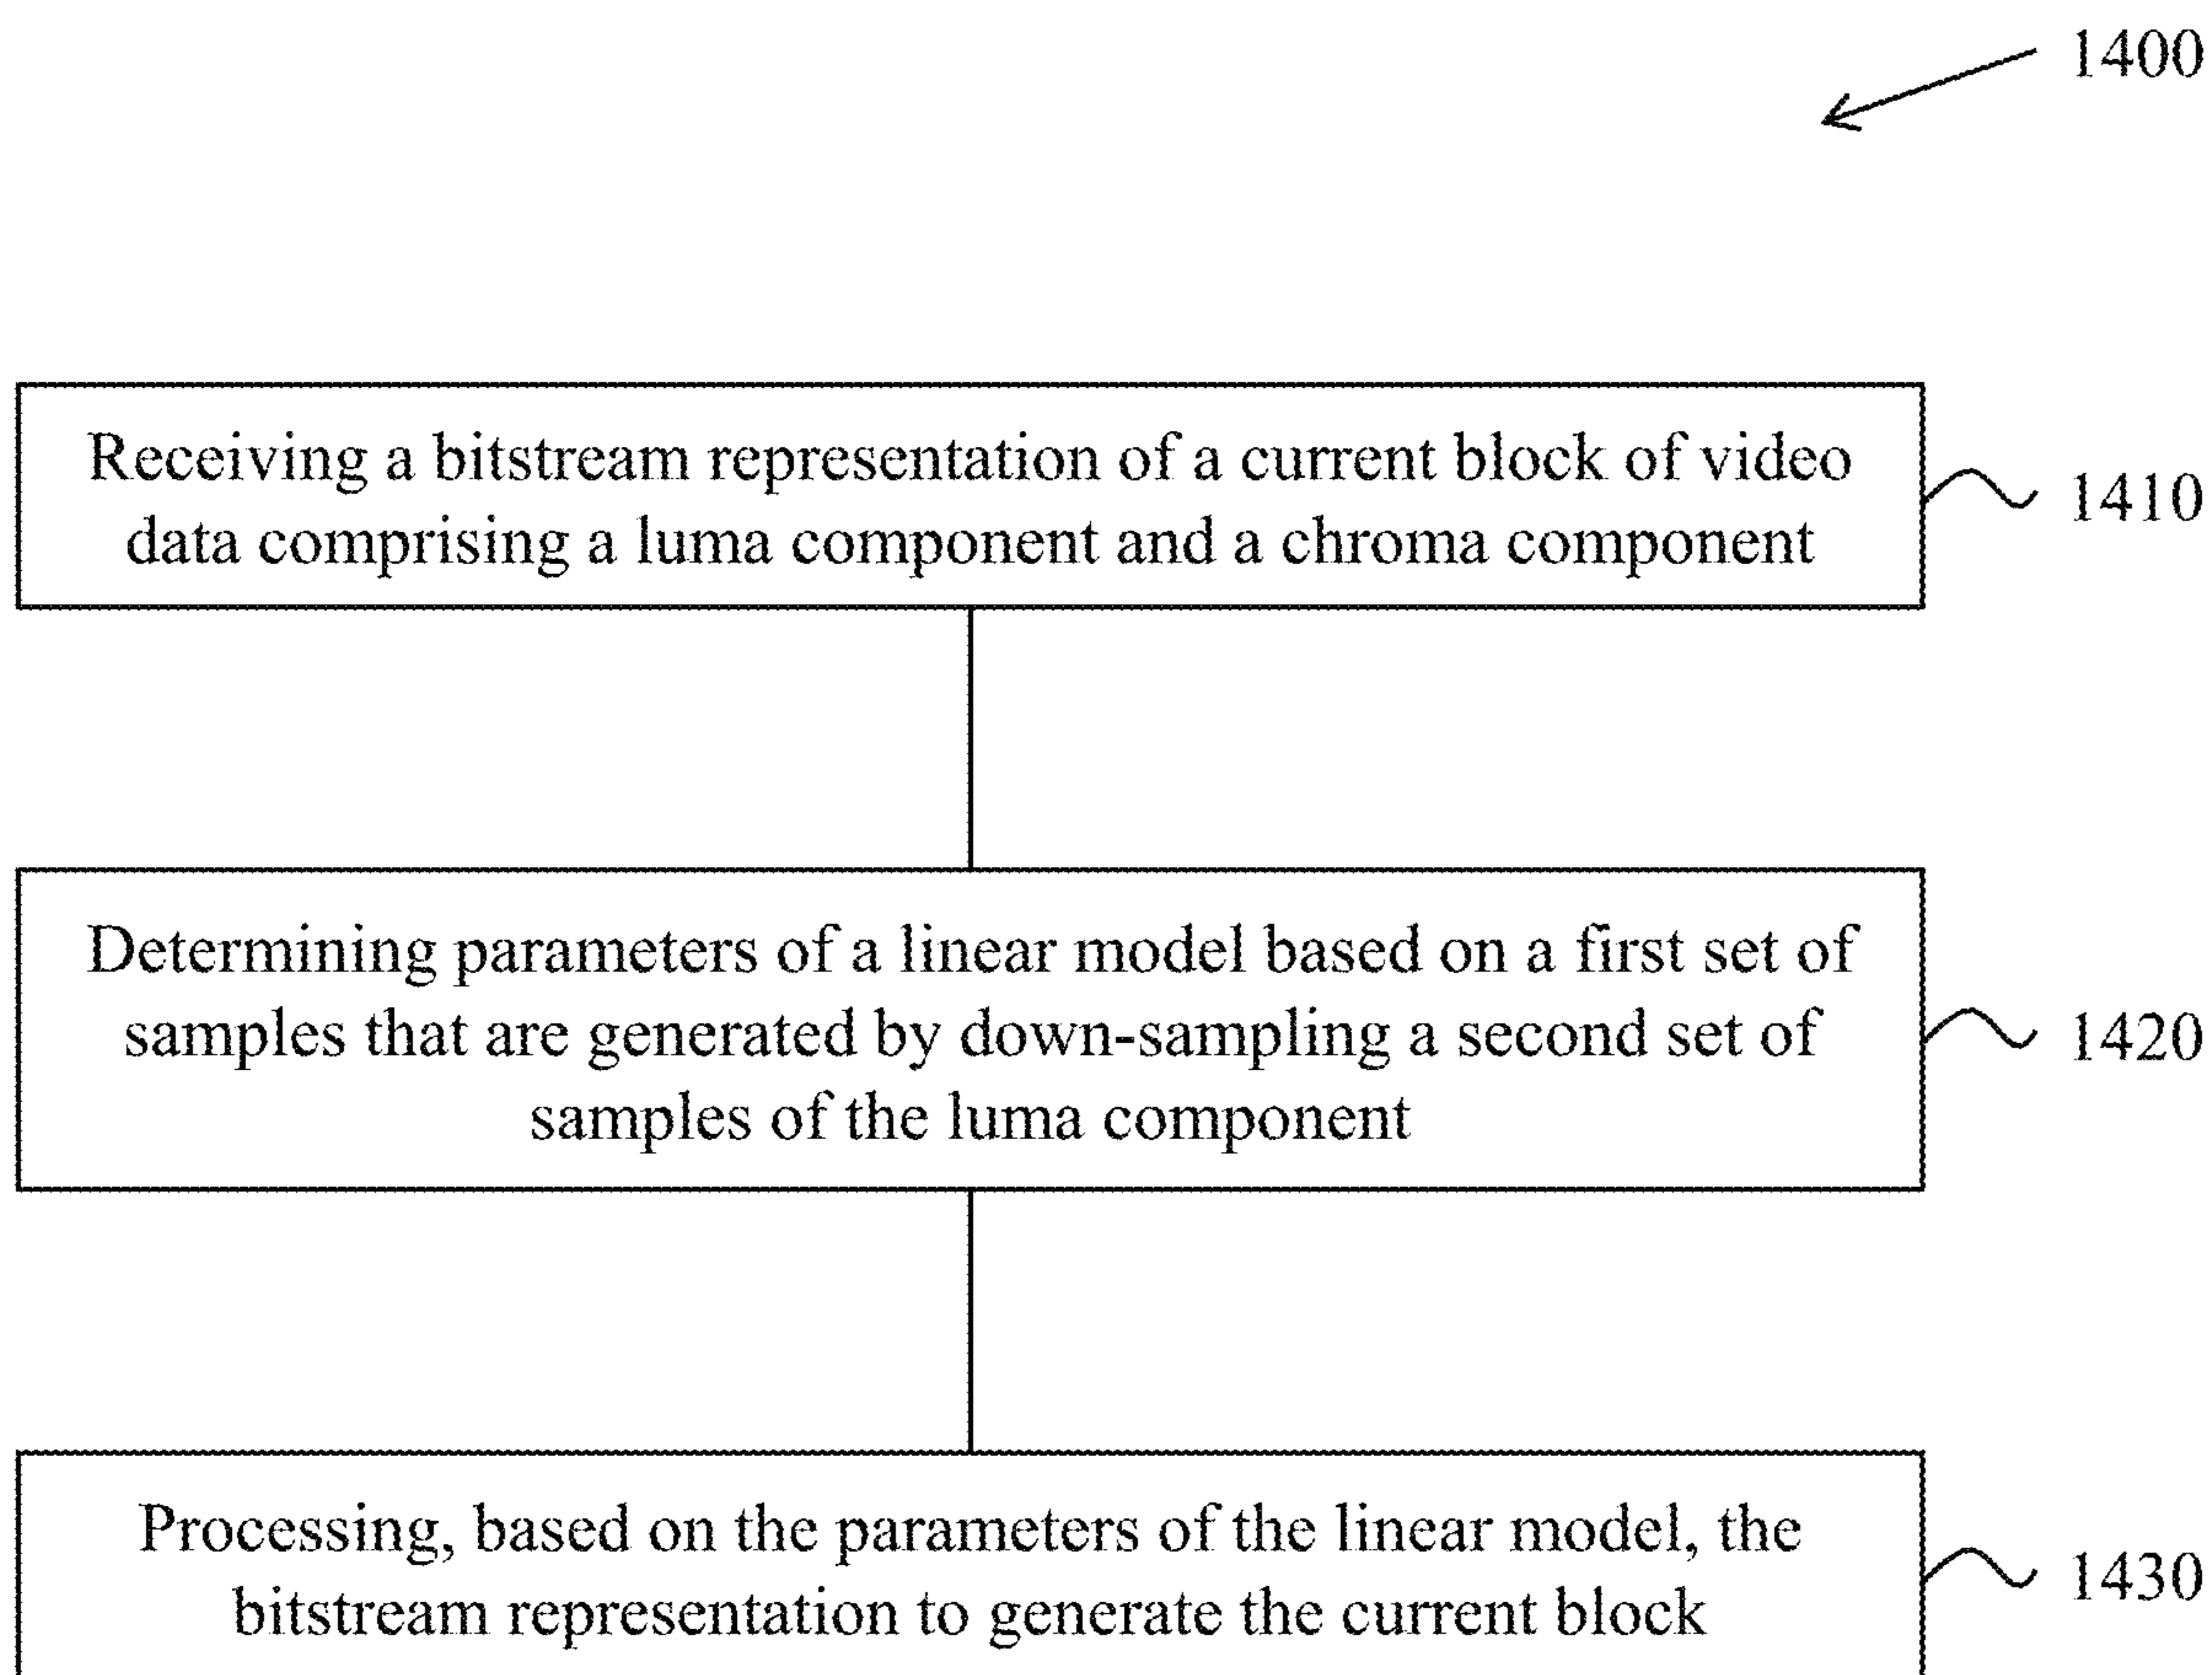 1400
Receiving a bitstream representation of a current block of video
data comprising a luma component and a chroma component
1410
Determining parameters of a linear model based on a first set of
samples that are generated by down-sampling a second set of
samples of the luma component
1420
Processing, based on the parameters of the linear model, the
bitstream representation to generate the current block
1430